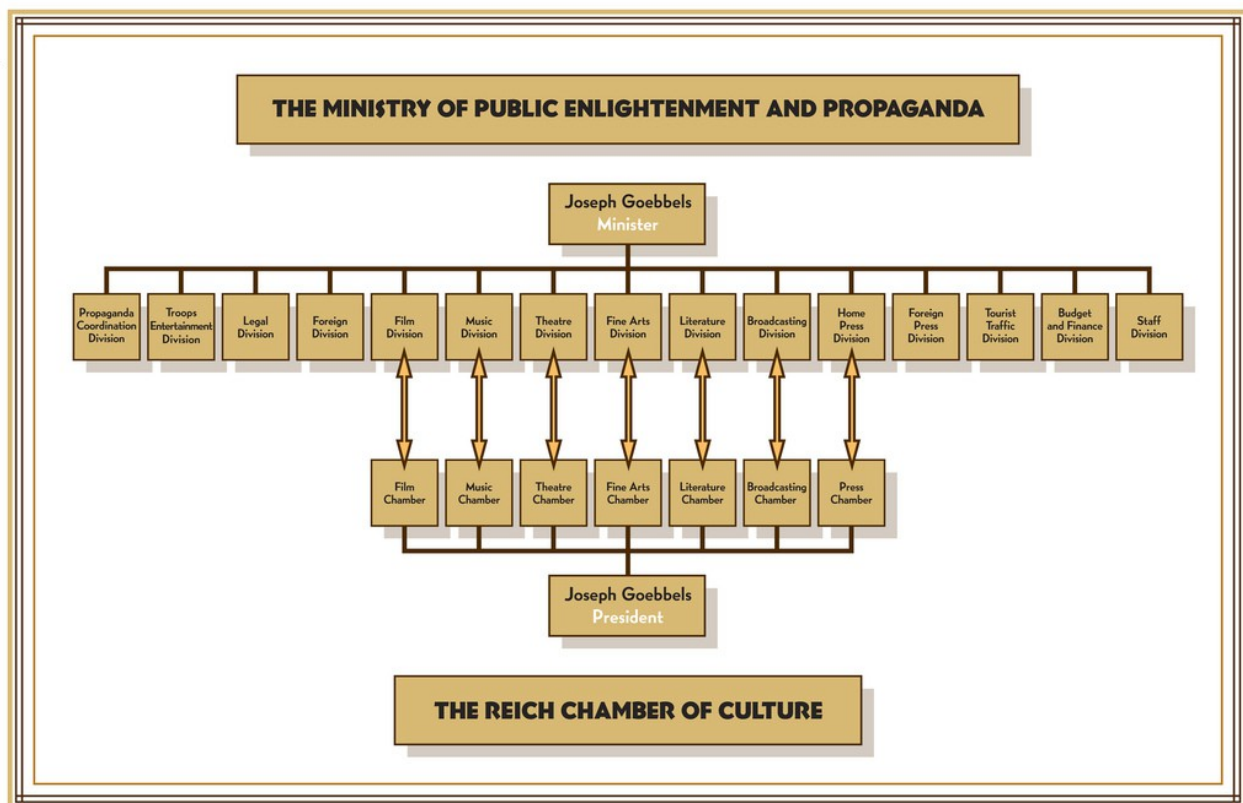 THE MINISTRY OF PUBLIC ENLIGHTENMENT AND PROPAGANDA
Joseph Goebbels
Minister
Propaganda
Coordination
Division
Troops
Entertainment
Division
Legal
Division
Foreign
Division
Film
Division
Music
Division
Theatre
Division
Fine Arts
Division
Literature
Division
Broadcasting
Division
Home
Press
Division
Foreign
Press
Division
Tourist
Traffic
Division
Budget
and Finance
Division
Staff
Division
Film
Chamber
Music
Chamber
Theatre
Chamber
Fine Arts
Chamber
Literature
Chamber
Broadcasting
Chamber
Press
Chamber
Joseph Goebbels
President
THE REICH CHAMBER OF CULTURE